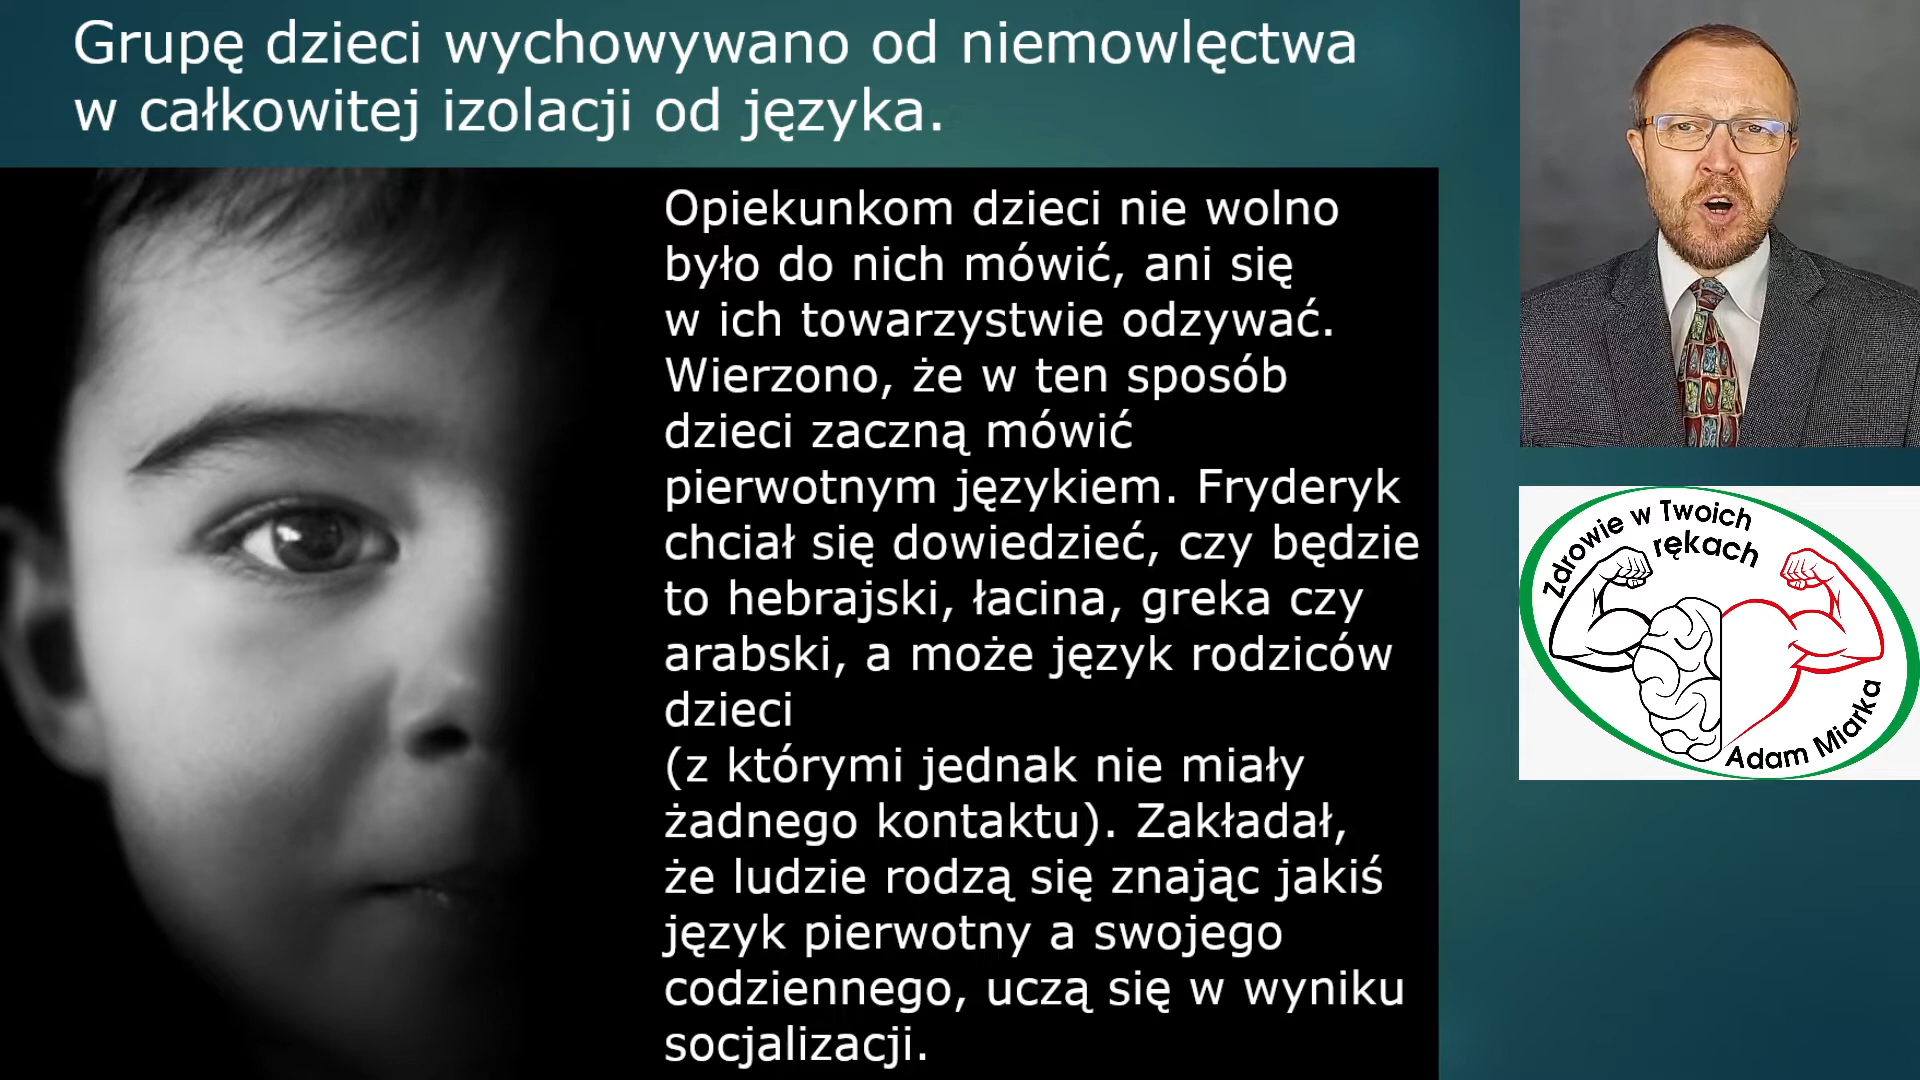 Grupę dzieci wychowywano od niemowlęctwa
w całkowitej izolacji od języka.
Opiekunkom dzieci nie wolno
było do nich mówić, ani się
w ich towarzystwie odzywać.
Wierzono, że w ten sposób
dzieci zaczną mówić
pierwotnym językiem. Fryderyk
chciał się dowiedzieć, czy będzie
to hebrajski, łacina, greka czy
arabski, a może język rodziców
dzieci
(z którymi jednak nie miały
żadnego kontaktu). Zakładał,
że ludzie rodzą się znając jakiś
język pierwotny a swojego
codziennego, uczą się w wyniku
socjalizacji.
Zdrowie w Twoich
rękach
Adam Miarka